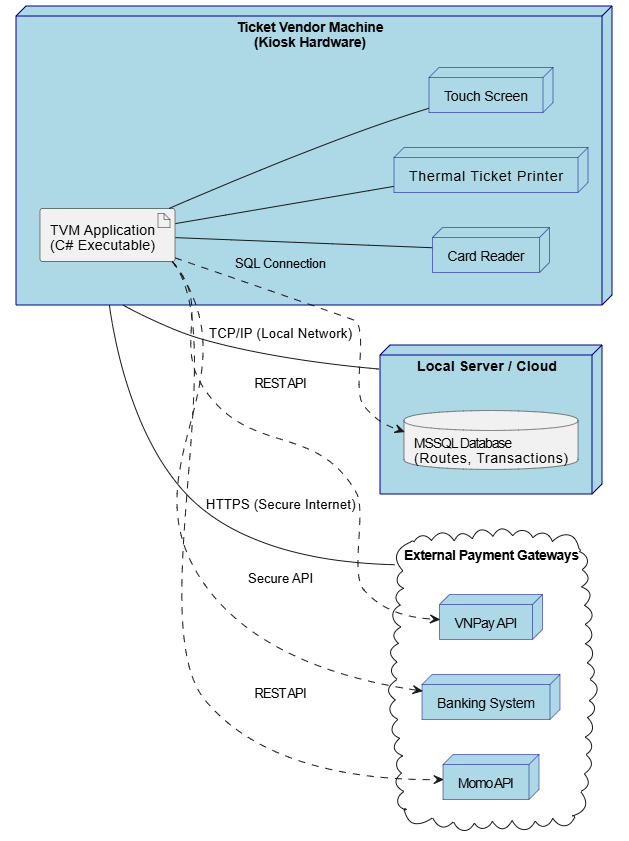 Ticket Vendor Machine
(Kiosk Hardware)
Touch Screen
Thermal Ticket Printer
TVM Application
(C# Executable)
Card Reader
SQL Connection
TCP/IP (Local Network)
Local Server / Cloud
REST API
MSSQL Database
(Routes, Transactions)
HTTPS (Secure Internet)
External Payment Gateways
Secure API
VNPay API
REST API
Banking System
Momo API